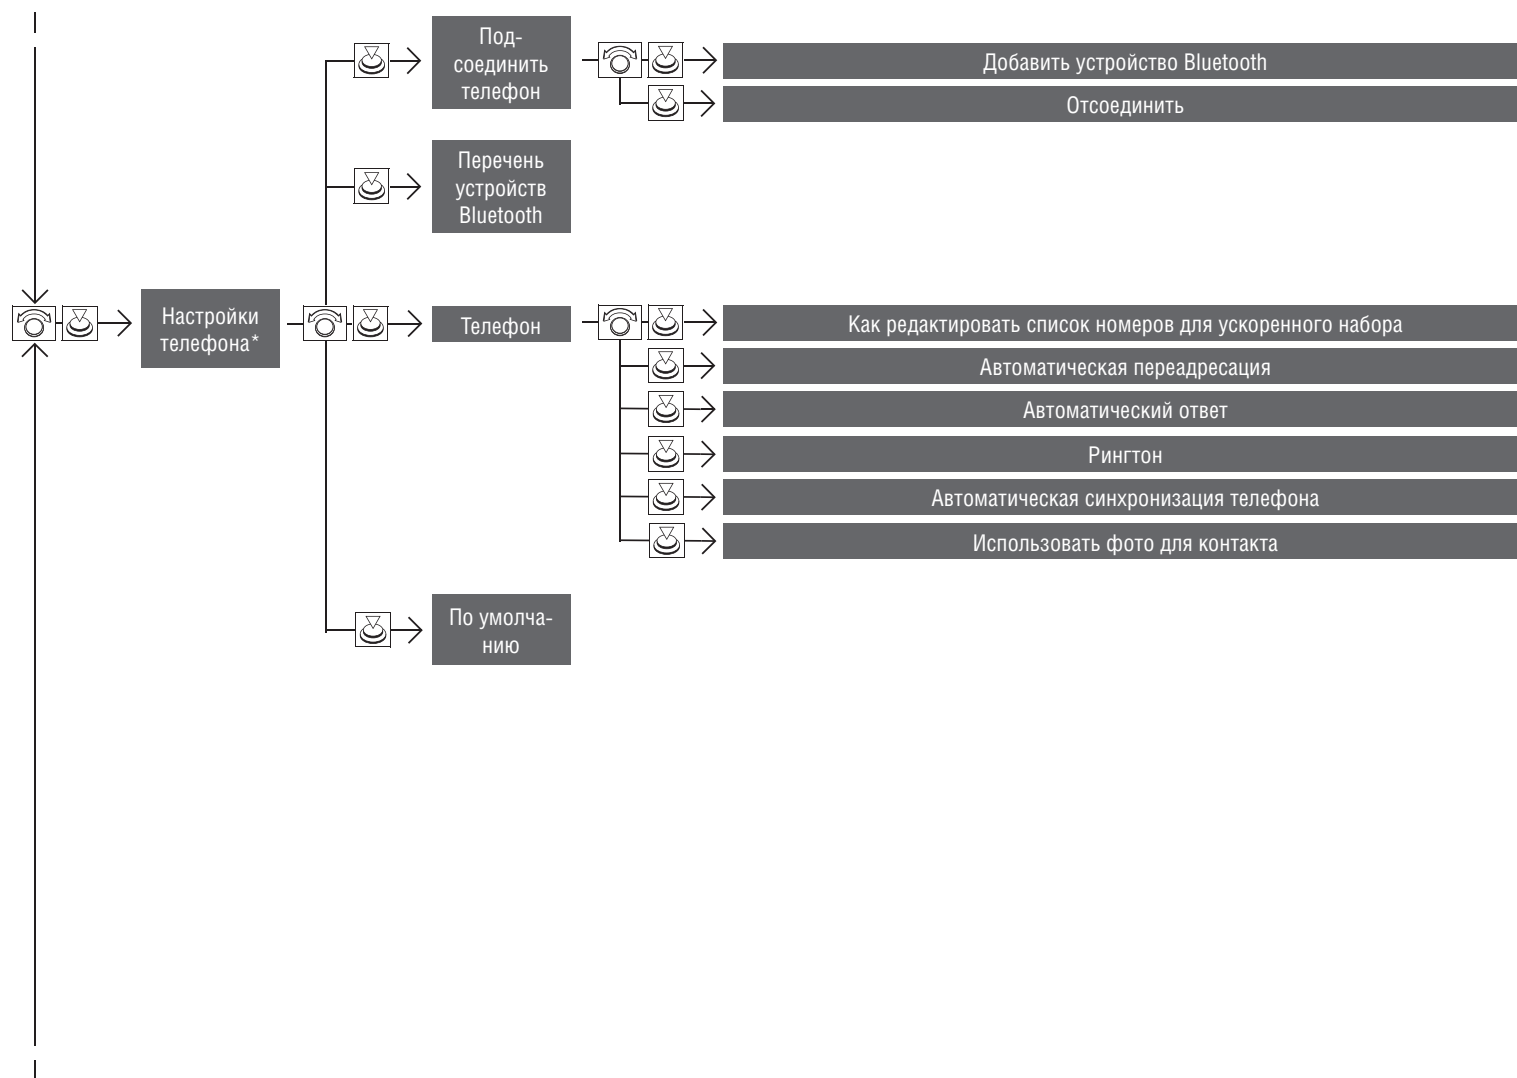 Под-
соединить
телефон
Добавить устройство Bluetooth
Отсоединить
Перечень
устройств
Bluetooth
Настройки
телефона*
Телефон
Как редактировать список номеров для ускоренного набора
Автоматическая переадресация
Автоматический ответ
Рингтон
Автоматическая синхронизация телефона
Использовать фото для контакта
По умолча-
нию